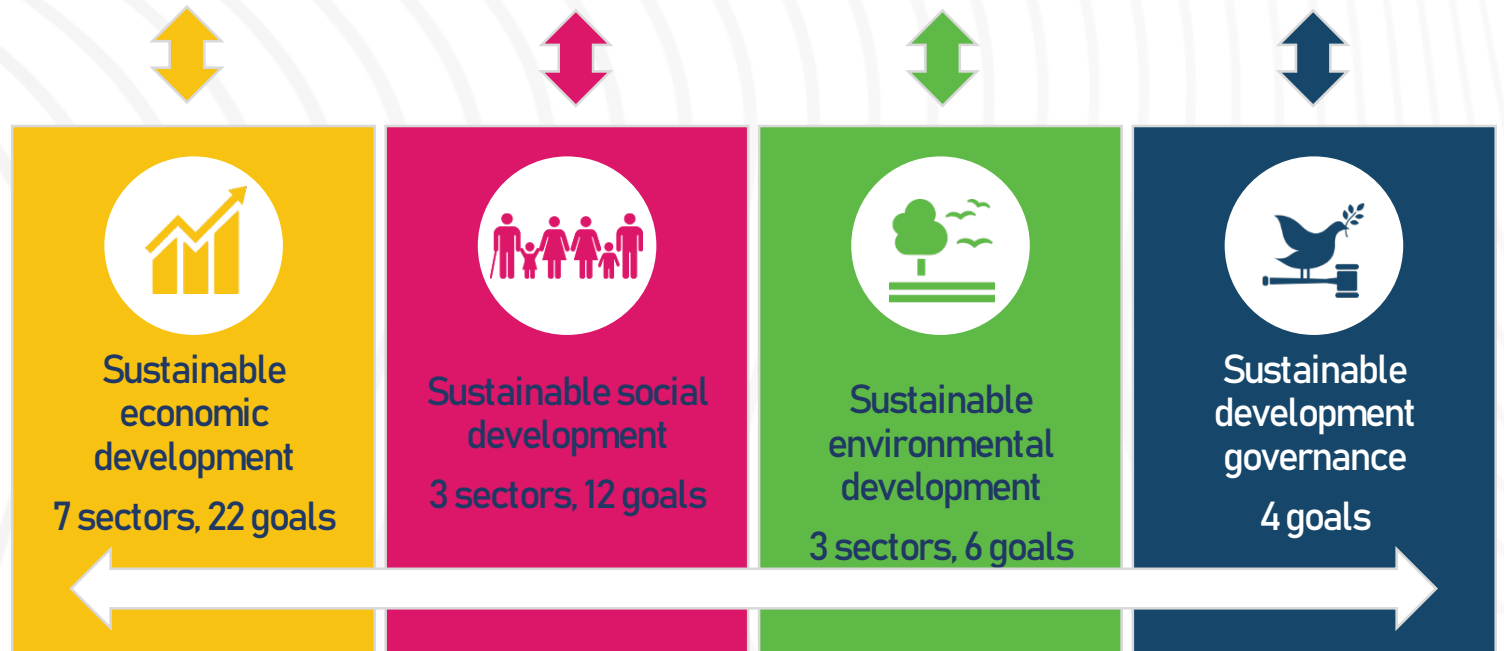 Sustainable
economic
development
7 sectors, 22 goals
Sustainable social
development
3 sectors, 12 goals
Sustainable
environmental
development
3 sectors, 6 goals
Sustainable
development
governance
4 goals